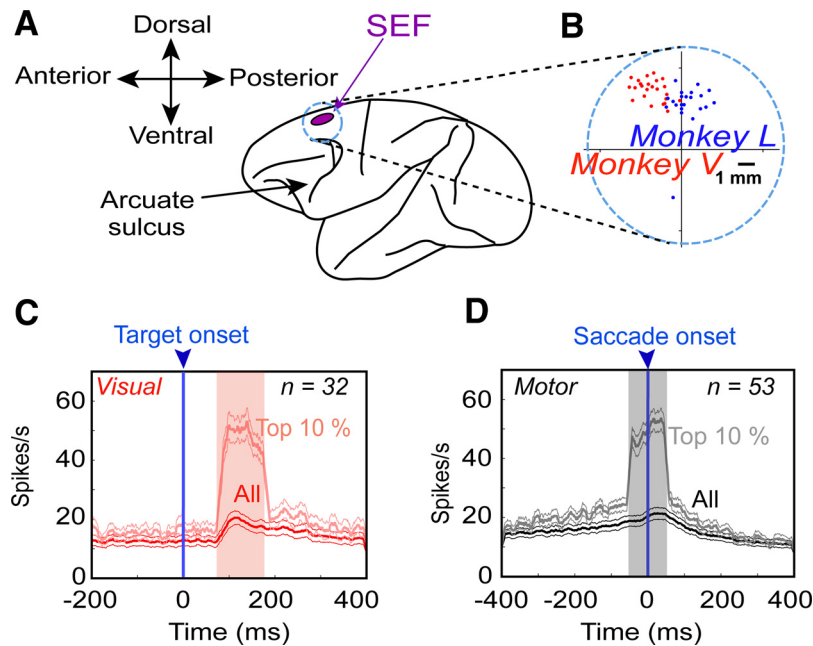 A
Dorsal
Anterior
Posterior
Ventral
SEF
Arcuate
sulcus
B
Monkey L
Monkey V
1 mm
C
Target onset
Visual
n = 32
Top 10 %
All
Spikes/s
60
40
20
0
-200
0
200
400
Time (ms)
D
Saccade onset
Motor
n = 53
Top 10 %
All
Spikes/s
60
40
20
0
-400
-200
0
200
400
Time (ms)